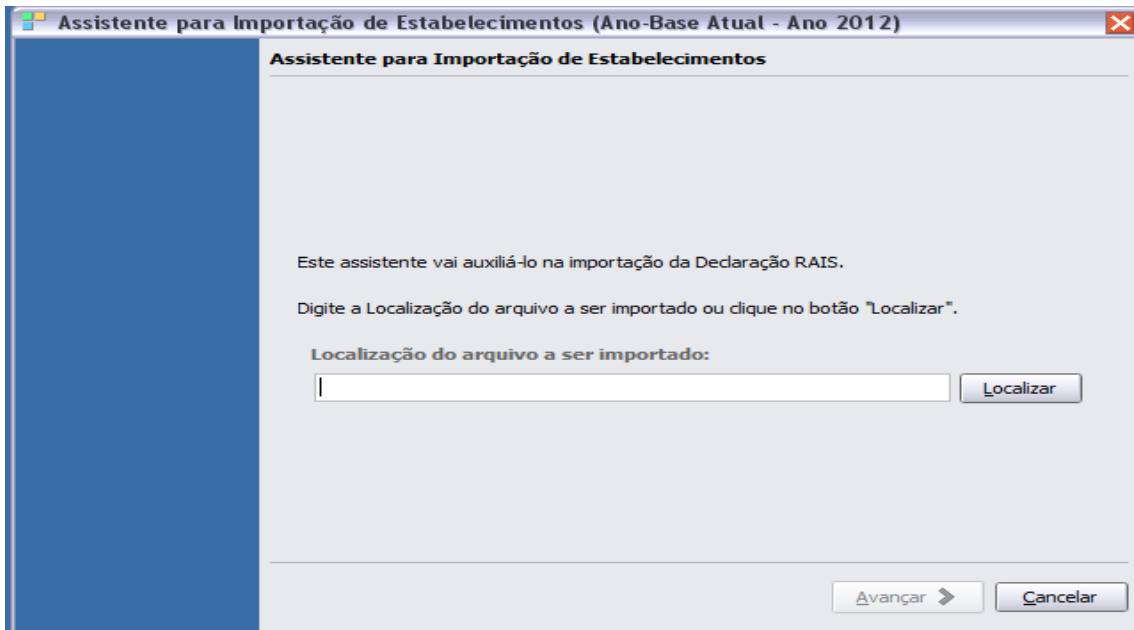 Assistente para Importação de Estabelecimentos (Ano-Base Atual - Ano 2012)
Assistente para Importação de Estabelecimentos
Este assistente vai auxiliá-lo na importação da Declaração RAIS.
Digite a Localização do arquivo a ser importado ou clique no botão "Localizar".
Localização do arquivo a ser importado:
Localizar
Avançar
Cancelar